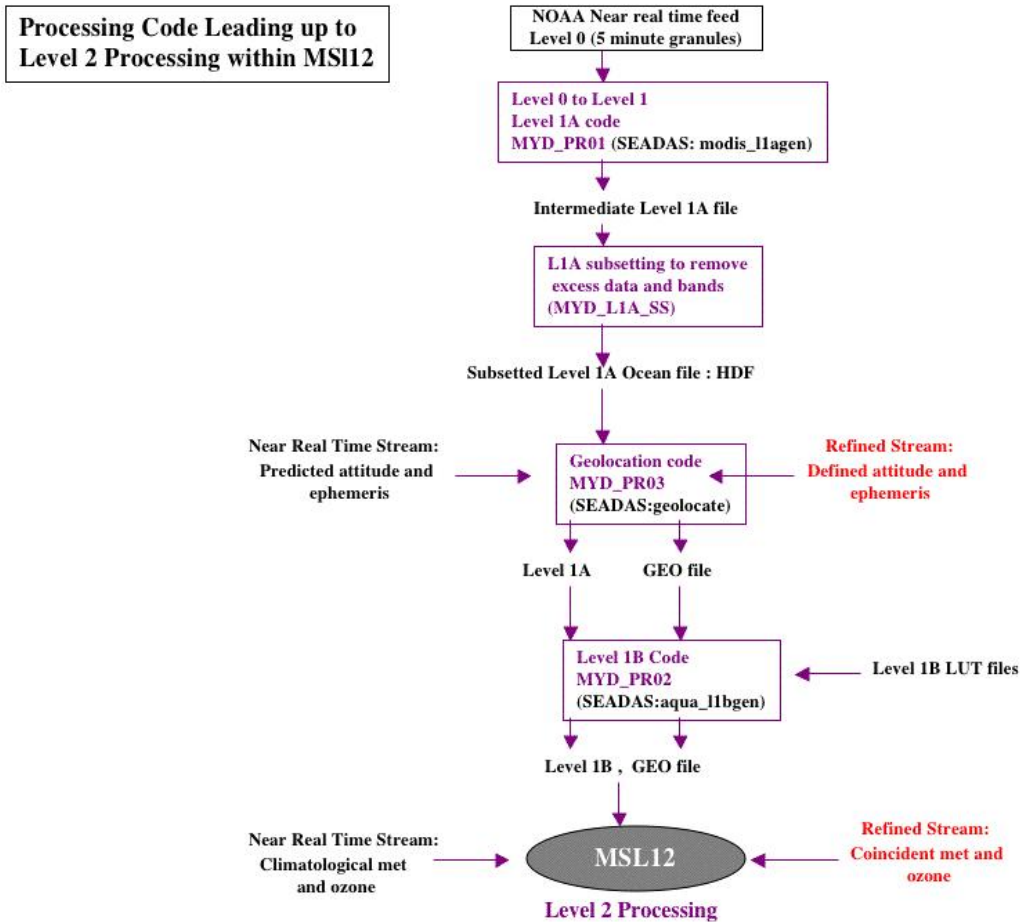 Processing Code Leading up to
Level 2 Processing within MSl12
NOAA Near real time feed
Level 0 (5 minute granules)
Level 0 to Level 1
Level 1A code
MYD_PR01 (SEADAS: modis_l1agen)
Intermediate Level 1A file
L1A subsetting to remove
excess data and bands
(MYD_L1A_SS)
Subsetted Level 1A Ocean file : HDF
Near Real Time Stream:
Predicted attitude and
ephemeris
Geolocation code
MYD_PR03
(SEADAS:geolocate)
Refined Stream:
Defined attitude and
ephemeris
Level 1A
GEO file
Level 1B Code
MYD_PR02
(SEADAS:aqua_l1bgen)
Level 1B LUT files
Level 1B , GEO file
Near Real Time Stream:
Climatological met
and ozone
MSL12
Refined Stream:
Coincident met and
ozone
Level 2 Processing